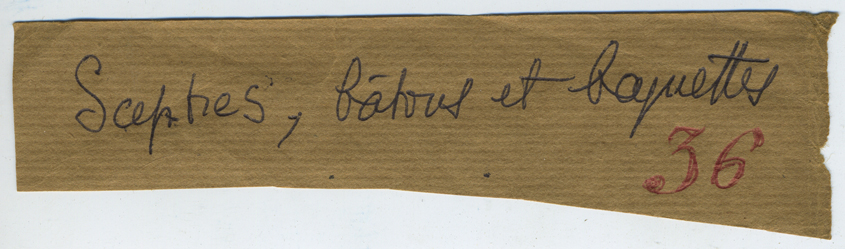 Sceptres, bâtons et baguettes
36